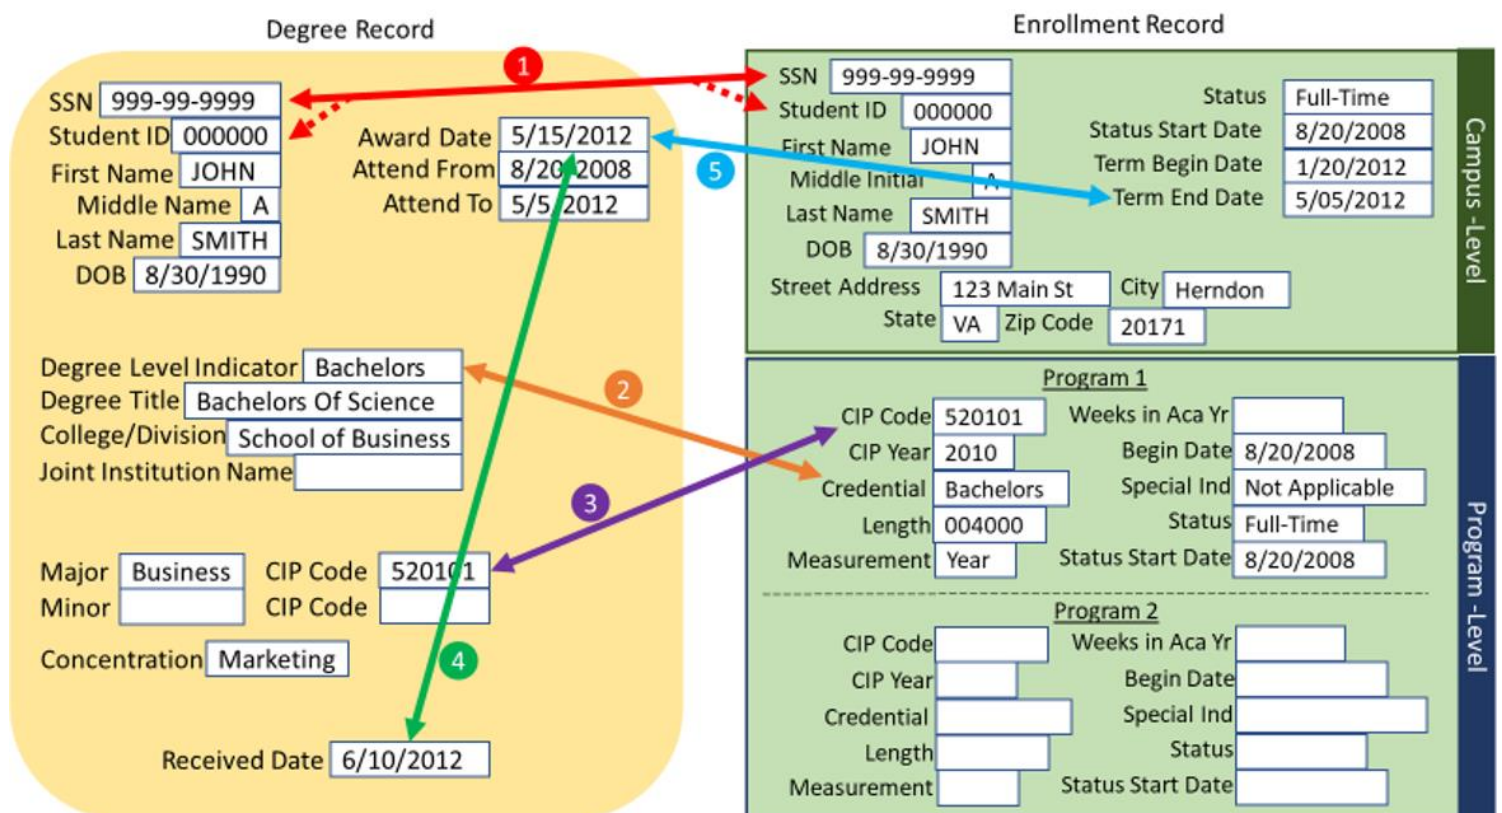 Degree Record
SSN 999-99-9999
Student ID 000000
First Name JOHN
Middle Name A
Last Name SMITH
DOB 8/30/1990
Award Date 5/15/2012
Attend From 8/20/2008
Attend To 5/5/2012
Degree Level Indicator Bachelors
Degree Title Bachelors Of Science
College/Division School of Business
Joint Institution Name
Major Business CIP Code 520101
Minor CIP Code
Concentration Marketing
Received Date 6/10/2012
1
5
2
3
4
Enrollment Record
SSN 999-99-9999
Student ID 000000
First Name JOHN
Middle Initial A
Last Name SMITH
DOB 8/30/1990
Status Full-Time
Status Start Date 8/20/2008
Term Begin Date 1/20/2012
Term End Date 5/05/2012
Street Address 123 Main St City Herndon
State VA Zip Code 20171
Campus -Level
Program 1
CIP Code 520101 Weeks in Aca Yr
CIP Year 2010 Begin Date 8/20/2008
Credential Bachelors Special Ind Not Applicable
Length 004000 Status Full-Time
Measurement Year Status Start Date 8/20/2008
Program 2
CIP Code Weeks in Aca Yr
CIP Year Begin Date
Credential Special Ind
Length Status
Measurement Status Start Date
Program -Level